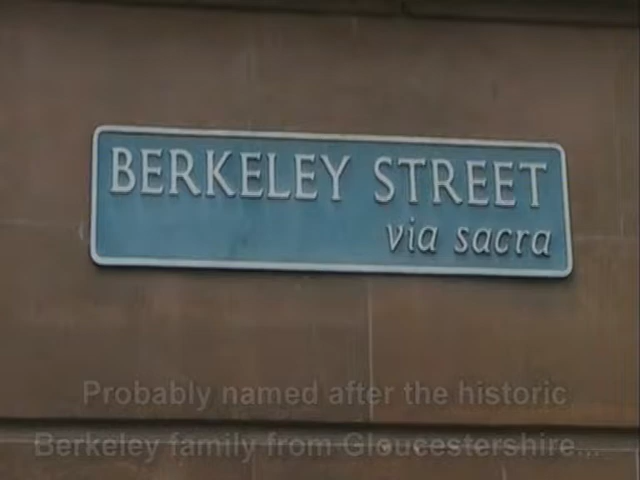 BERKELEY STREET
via sacra
Probably named after the historic
Berkeley family from Gloucestershire...